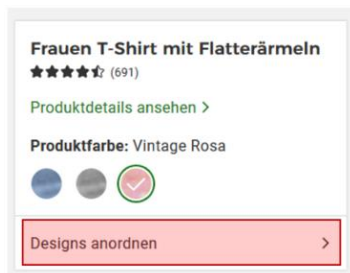 Frauen T-Shirt mit Flatterärmeln
(691)
Produktdetails ansehen >
Produktfarbe: Vintage Rosa
Designs anordnen >